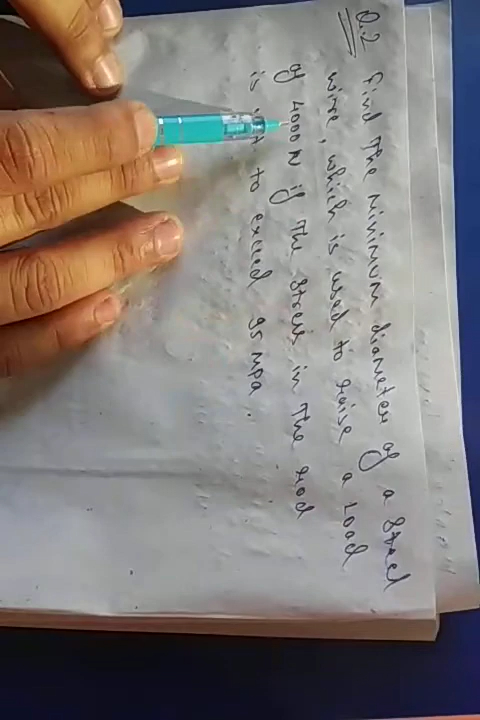 Q.2 Find The Minimum diameter of a Steel
wire, which is used to raise a Load
of 4000 N if The Stress in The rod
is to exceed 95 MPa.